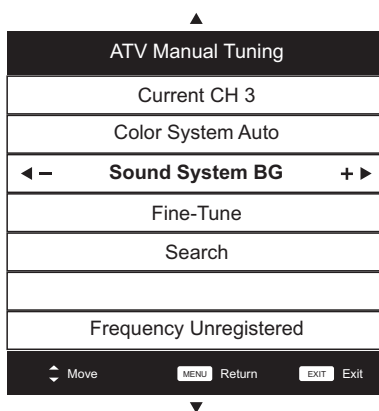 ATV Manual Tuning
Current CH 3
Color System Auto
Sound System BG
Fine-Tune
Search
Frequency Unregistered
Move MENU Return EXIT Exit